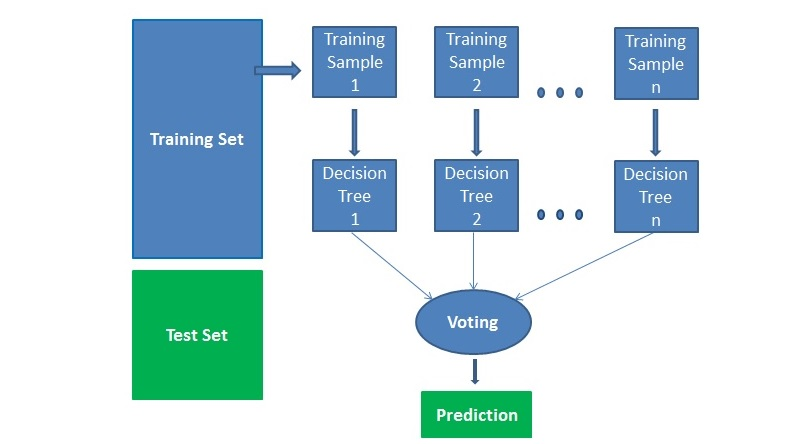 Training
Sample
1
Training
Sample
2
Training
Sample
n
Training Set
Decision
Tree
1
Decision
Tree
2
Decision
Tree
n
Test Set
Voting
Prediction